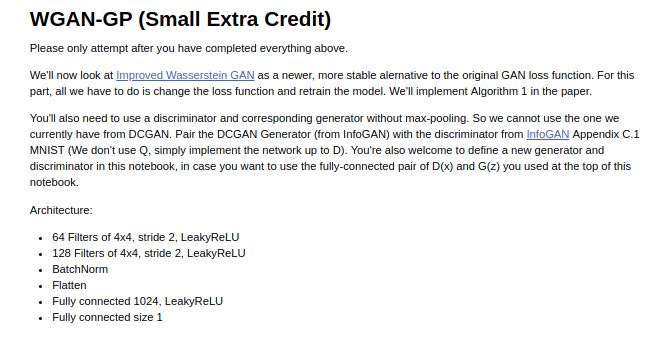 WGAN-GP (Small Extra Credit)
Please only attempt after you have completed everything above.
We'll now look at Improved Wasserstein GAN as a newer, more stable alernative to the original GAN loss function. For this
part, all we have to do is change the loss function and retrain the model. We'll implement Algorithm 1 in the paper.
You'll also need to use a discriminator and corresponding generator without max-pooling. So we cannot use the one we
currently have from DCGAN. Pair the DCGAN Generator (from InfoGAN) with the discriminator from InfoGAN Appendix C.1
MNIST (We don't use Q, simply implement the network up to D). You're also welcome to define a new generator and
discriminator in this notebook, in case you want to use the fully-connected pair of D(x) and G(z) you used at the top of this
notebook.
Architecture:
• 64 Filters of 4x4, stride 2, LeakyReLU
• 128 Filters of 4x4, stride 2, LeakyReLU
• BatchNorm
• Flatten
• Fully connected 1024, LeakyReLU
• Fully connected size 1